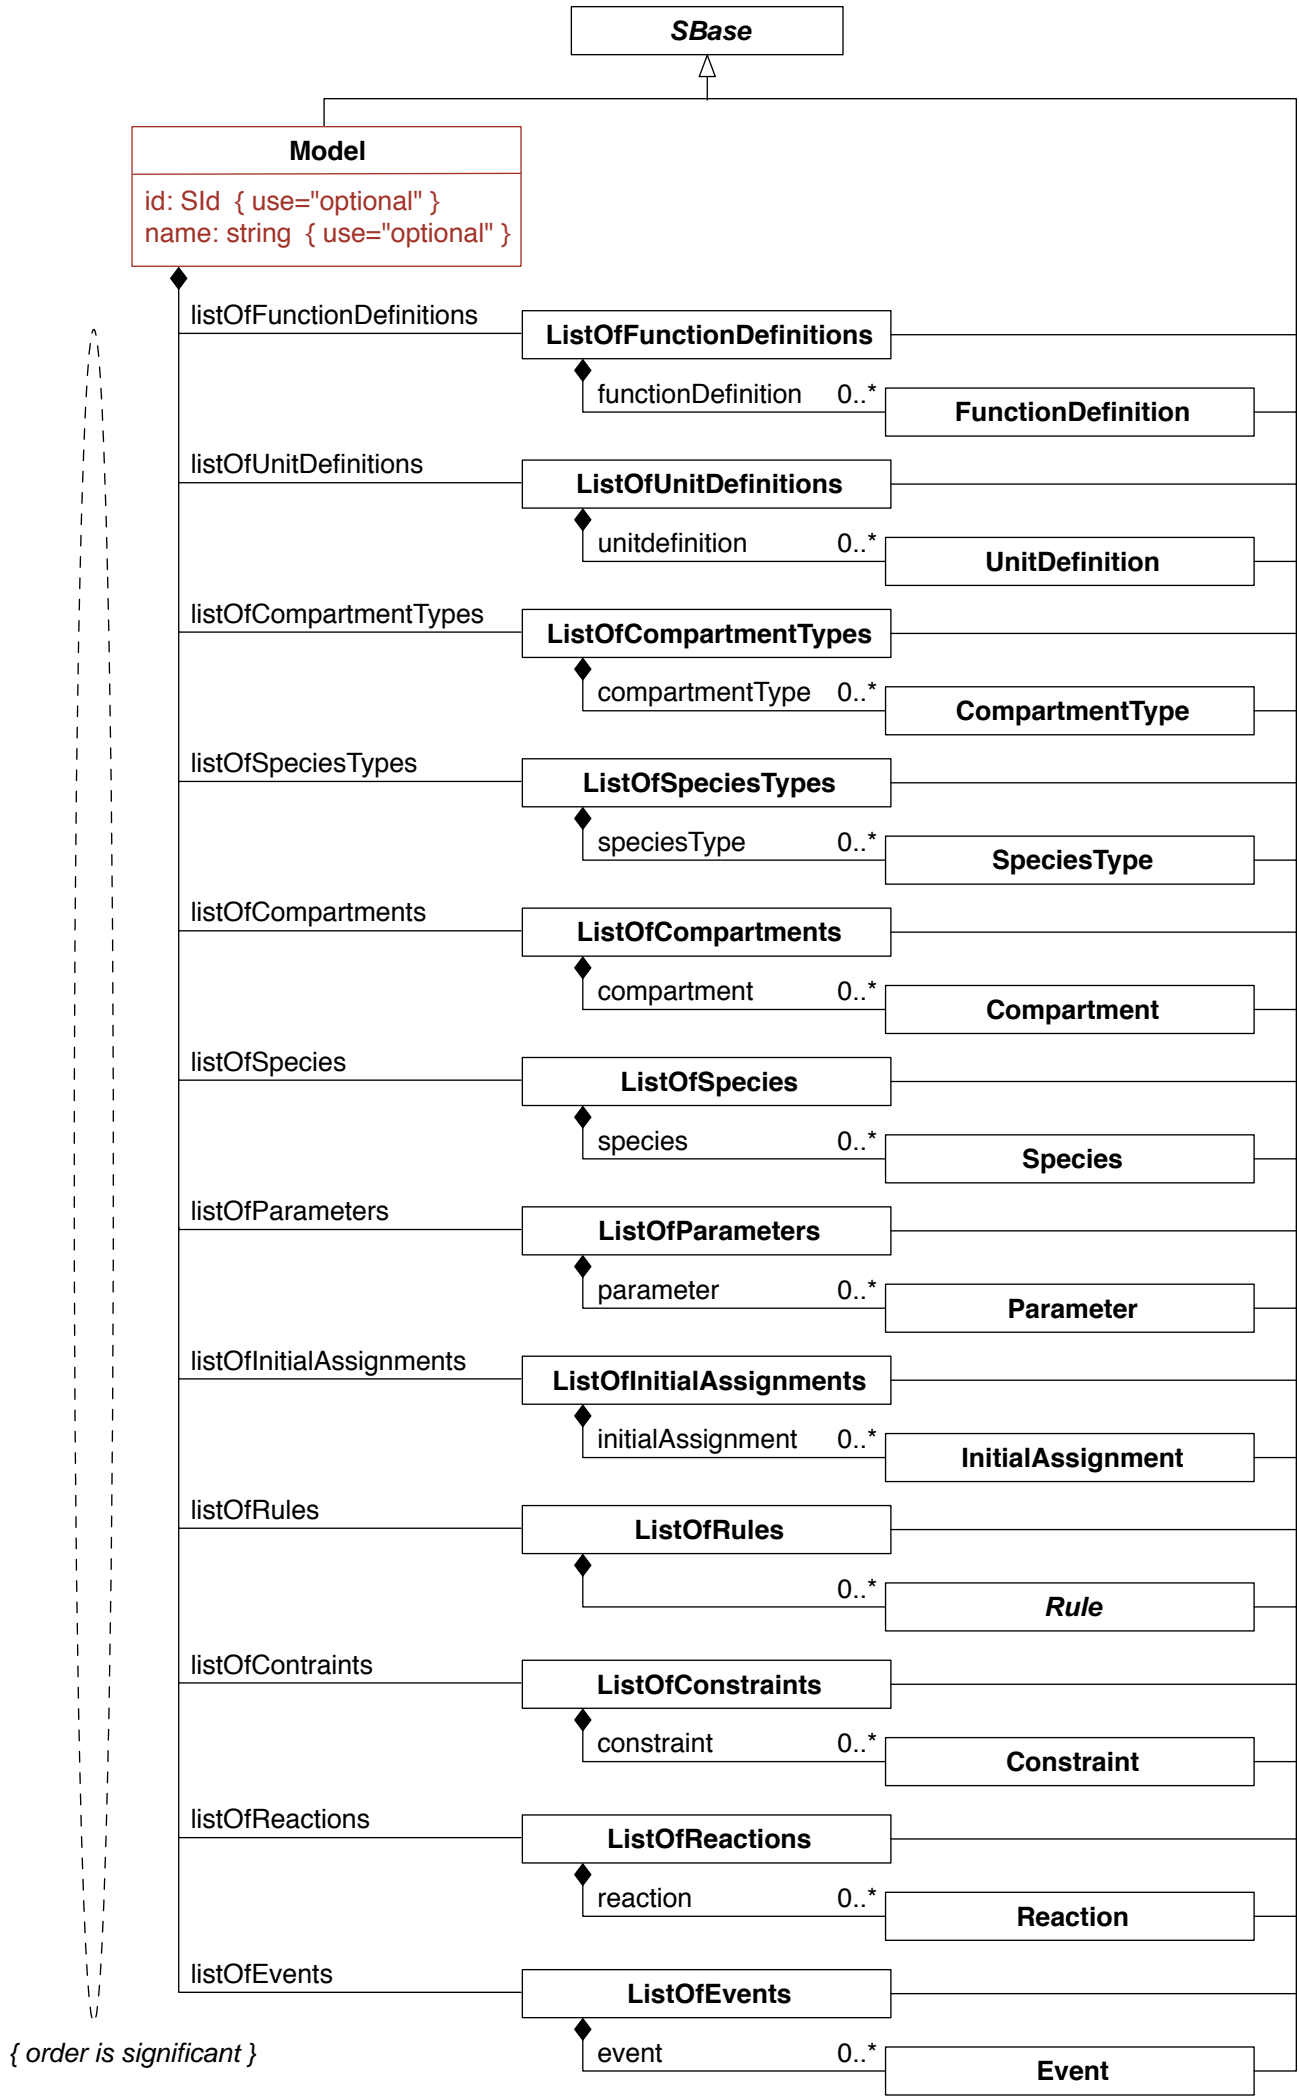 SBase
Model
id: SId { use="optional" }
name: string { use="optional" }
listOfFunctionDefinitions
ListOfFunctionDefinitions
functionDefinition 0..*
FunctionDefinition
listOfUnitDefinitions
ListOfUnitDefinitions
unitdefinition 0..*
UnitDefinition
listOfCompartmentTypes
ListOfCompartmentTypes
compartmentType 0..*
CompartmentType
listOfSpeciesTypes
ListOfSpeciesTypes
speciesType 0..*
SpeciesType
listOfCompartments
ListOfCompartments
compartment 0..*
Compartment
listOfSpecies
ListOfSpecies
species 0..*
Species
listOfParameters
ListOfParameters
parameter 0..*
Parameter
listOfInitialAssignments
ListOfInitialAssignments
initialAssignment 0..*
InitialAssignment
listOfRules
ListOfRules
0..*
Rule
listOfContraints
ListOfConstraints
constraint 0..*
Constraint
listOfReactions
ListOfReactions
reaction 0..*
Reaction
listOfEvents
ListOfEvents
{ order is significant }
event 0..*
Event